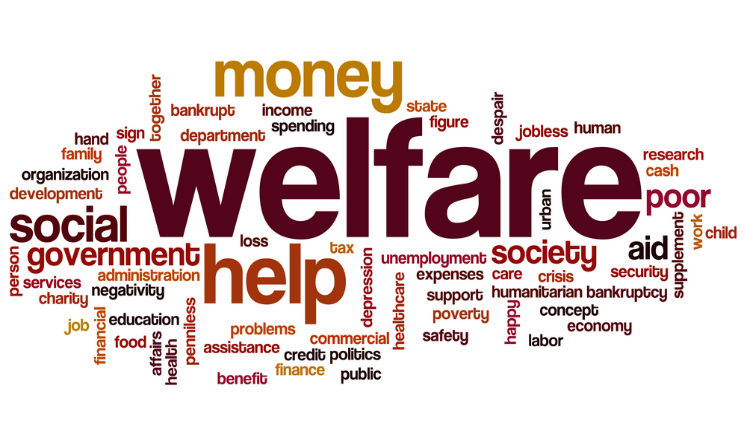 money
together
bankrupt
income
state
spending
figure
despair
hand
sign
department
jobless
human
family
people
welfare
research
organization
cash
development
urban
poor
social
work
child
loss
tax
person
government
help
depression
unemployment
society
aid
supplement
services
administration
expenses
care
crisis
security
charity
negativity
healthcare
support
humanitarian
bankruptcy
financial
penniless
poverty
happy
concept
job
education
problems
economy
food
affairs
health
assistance
commercial
safety
labor
credit
politics
benefit
finance
public